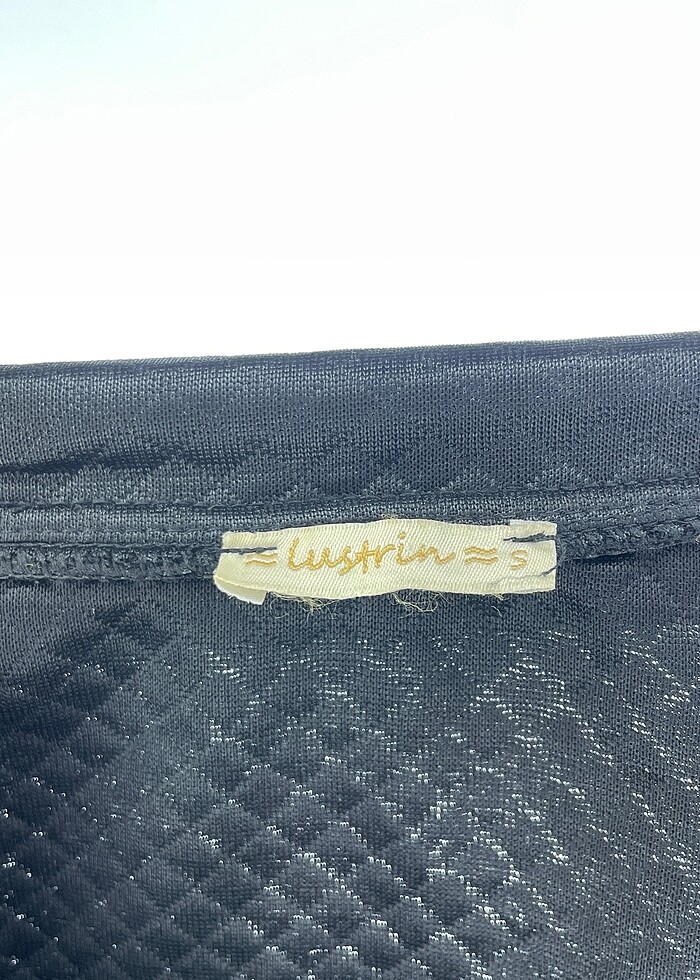 ≈ lustrin ≈ S